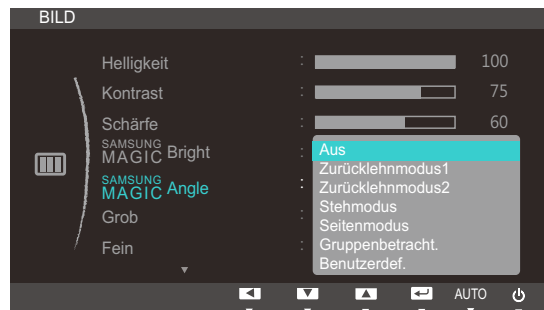 BILD
Helligkeit : 100
Kontrast : 75
Schärfe : 60
SAMSUNG MAGIC Bright :
SAMSUNG MAGIC Angle :
Grob :
Fein :
Aus
Zurücklehnmodus1
Zurücklehnmodus2
Stehmodus
Seitenmodus
Gruppenbetracht.
Benutzerdef.
AUTO